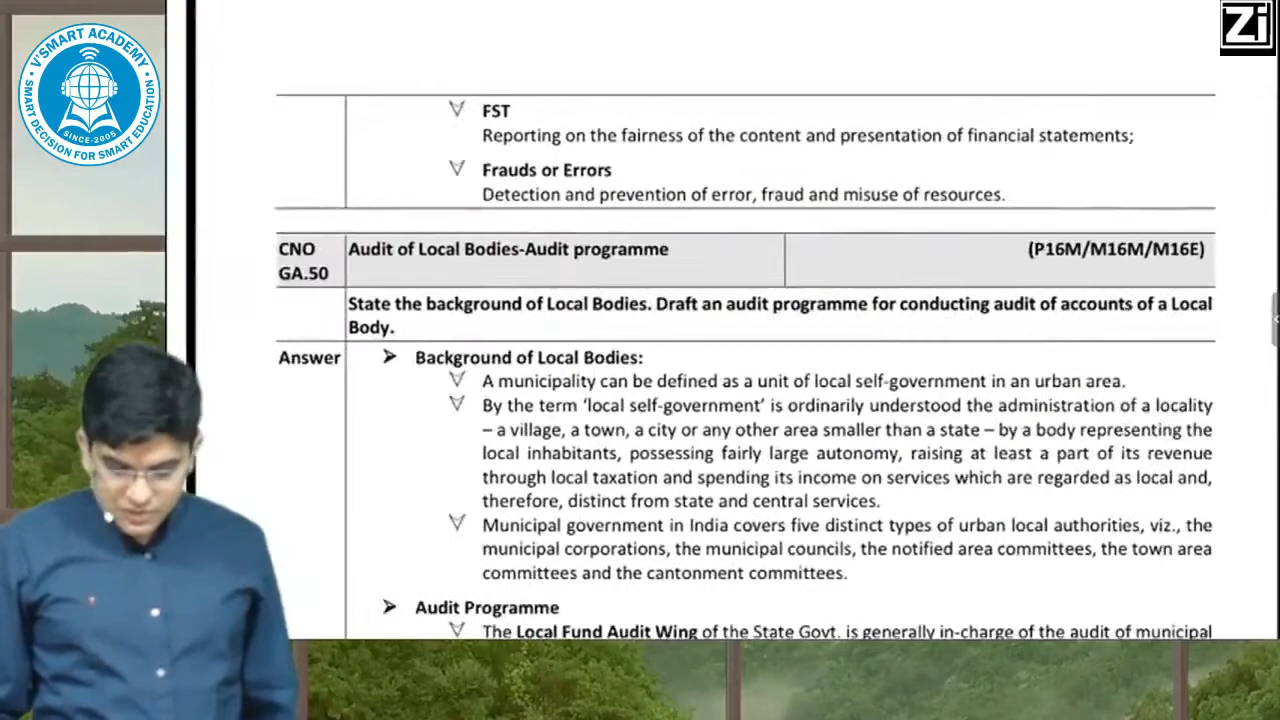 V'SMART ACADEMY
SINCE-2005
SMART DECISION FOR SMART EDUCATION
Zi
FST
Reporting on the fairness of the content and presentation of financial statements;
Frauds or Errors
Detection and prevention of error, fraud and misuse of resources.
CNO GA.50
Audit of Local Bodies-Audit programme
(P16M/M16M/M16E)
State the background of Local Bodies. Draft an audit programme for conducting audit of accounts of a Local
Body.
Answer
➢ Background of Local Bodies:
A municipality can be defined as a unit of local self-government in an urban area.
By the term ‘local self-government’ is ordinarily understood the administration of a locality
– a village, a town, a city or any other area smaller than a state – by a body representing the
local inhabitants, possessing fairly large autonomy, raising at least a part of its revenue
through local taxation and spending its income on services which are regarded as local and,
therefore, distinct from state and central services.
Municipal government in India covers five distinct types of urban local authorities, viz., the
municipal corporations, the municipal councils, the notified area committees, the town area
committees and the cantonment committees.
➢ Audit Programme
The Local Fund Audit Wing of the State Govt. is generally in-charge of the audit of municipal